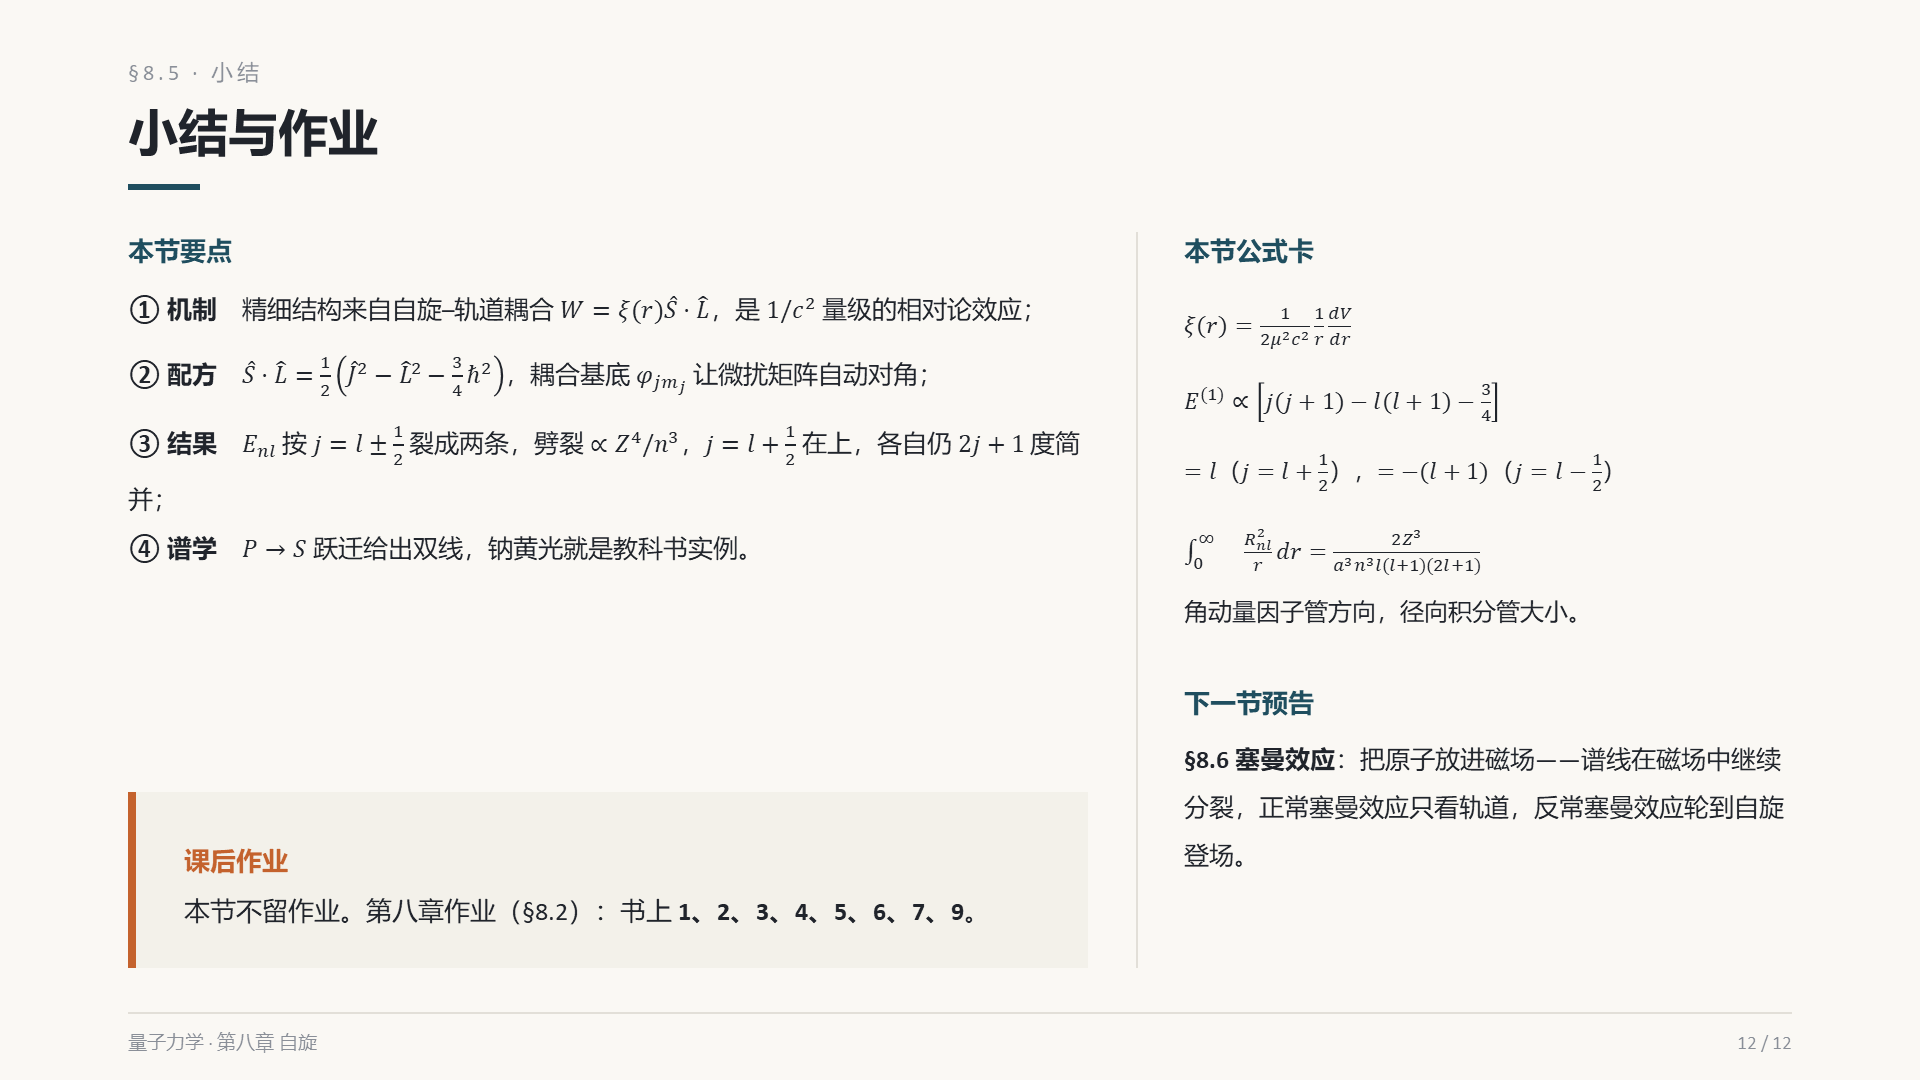 §8.5 · 小结
小结与作业
本节要点
① 机制 精细结构来自自旋–轨道耦合 W = ξ(r)Ŝ · L̂，是 1/c² 量级的相对论效应；
② 配方 Ŝ · L̂ = 1/2 (Ĵ² − L̂² − 3/4 ℏ²)，耦合基底 φ_{jm_j} 让微扰矩阵自动对角；
③ 结果 E_{nl} 按 j = l ± 1/2 裂成两条，劈裂 ∝ Z⁴/n³，j = l + 1/2 在上，各自仍 2j + 1 度简
并；
④ 谱学 P → S 跃迁给出双线，钠黄光就是教科书实例。
课后作业
本节不留作业。第八章作业（§8.2）：书上 1、2、3、4、5、6、7、9。
本节公式卡
ξ(r) = 1/(2μ²c²) 1/r dV/dr
E⁽¹⁾ ∝ [j(j + 1) − l(l + 1) − 3/4]
= l（j = l + 1/2），= −(l + 1)（j = l − 1/2）
∫₀^∞ R²_{nl}/r dr = 2Z³/(a³n³l(l+1)(2l+1))
角动量因子管方向，径向积分管大小。
下一节预告
§8.6 塞曼效应：把原子放进磁场——谱线在磁场中继续
分裂，正常塞曼效应只看轨道，反常塞曼效应轮到自旋
登场。
量子力学 · 第八章 自旋
12 / 12